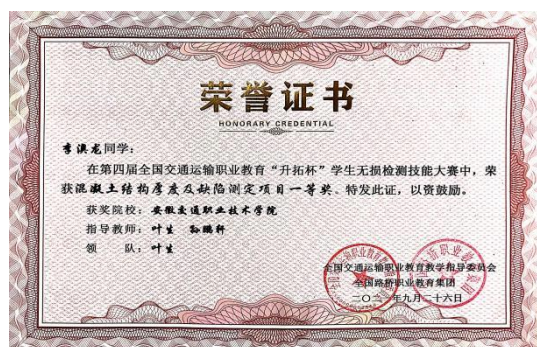 荣誉证书
HONORARY CREDENTIAL
李淇龙同学:
在第四届全国交通运输职业教育“升拓杯”学生无损检测技能大赛中,荣
获混凝土结构厚度及缺陷测定项目一等奖。特发此证,以资鼓励。
获奖院校:安徽交通职业技术学院
指导教师:叶生 孙鹏轩
领 队:叶生
全国交通运输职业教育教学指导委员会
全国路桥职业教育集团
年九月二十六日